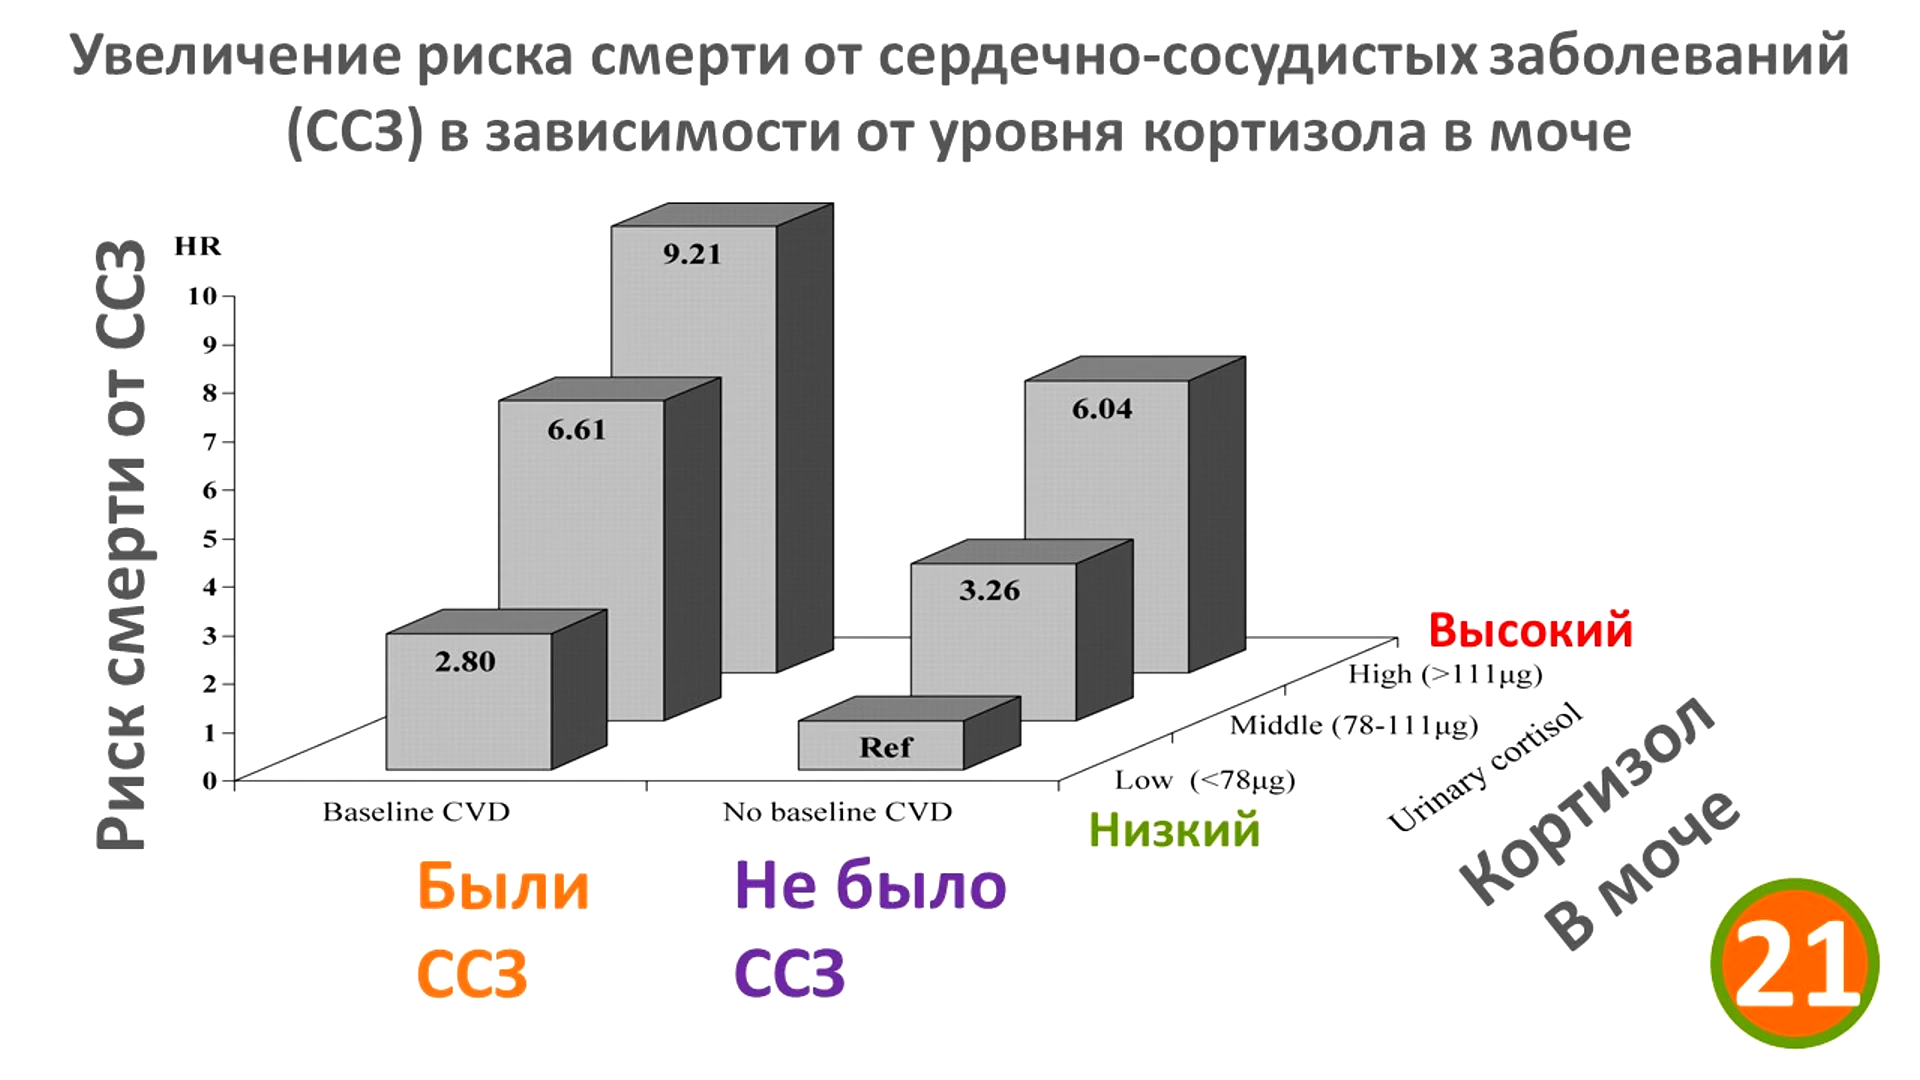 Увеличение риска смерти от сердечно-сосудистых заболеваний
(ССЗ) в зависимости от уровня кортизола в моче
Риск смерти от ССЗ
HR
10
9
8
7
6
5
4
3
2
1
0
9.21
6.61
2.80
6.04
3.26
Ref
Высокий
High (>111µg)
Middle (78-111µg)
Low (<78µg)
Низкий
Urinary cortisol
Кортизол
В моче
Baseline CVD
No baseline CVD
Были
ССЗ
Не было
ССЗ
21